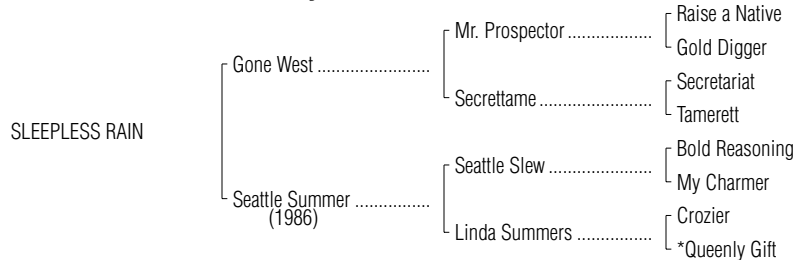 Raise a Native
Mr. Prospector ..................
Gold Digger
Gone West ........................
Secretariat
Secrettame .......................
Tamerett
SLEEPLESS RAIN
Bold Reasoning
Seattle Slew ......................
My Charmer
Seattle Summer ................
(1986)
Crozier
Linda Summers ................
*Queenly Gift